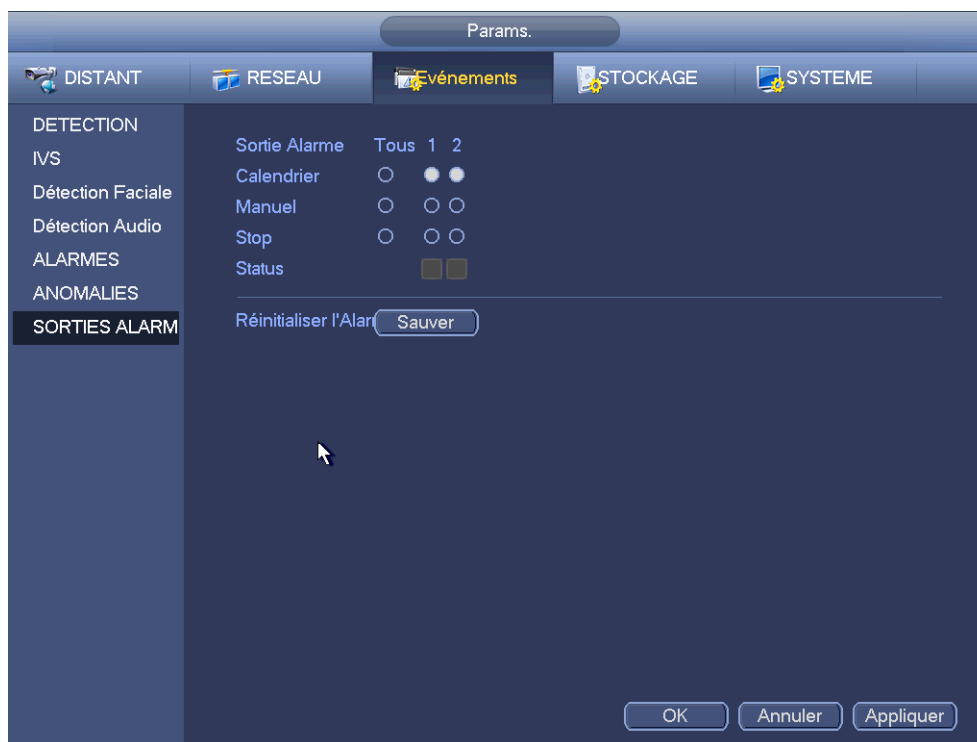 Params.
DISTANT RESEAU Evénements STOCKAGE SYSTEME
DETECTION
IVS
Détection Faciale
Détection Audio
ALARMES
ANOMALIES
SORTIES ALARM
Sortie Alarme Tous 1 2
Calendrier
Manuel
Stop
Status
Réinitialiser l'Alar Sauver
OK Annuler Appliquer